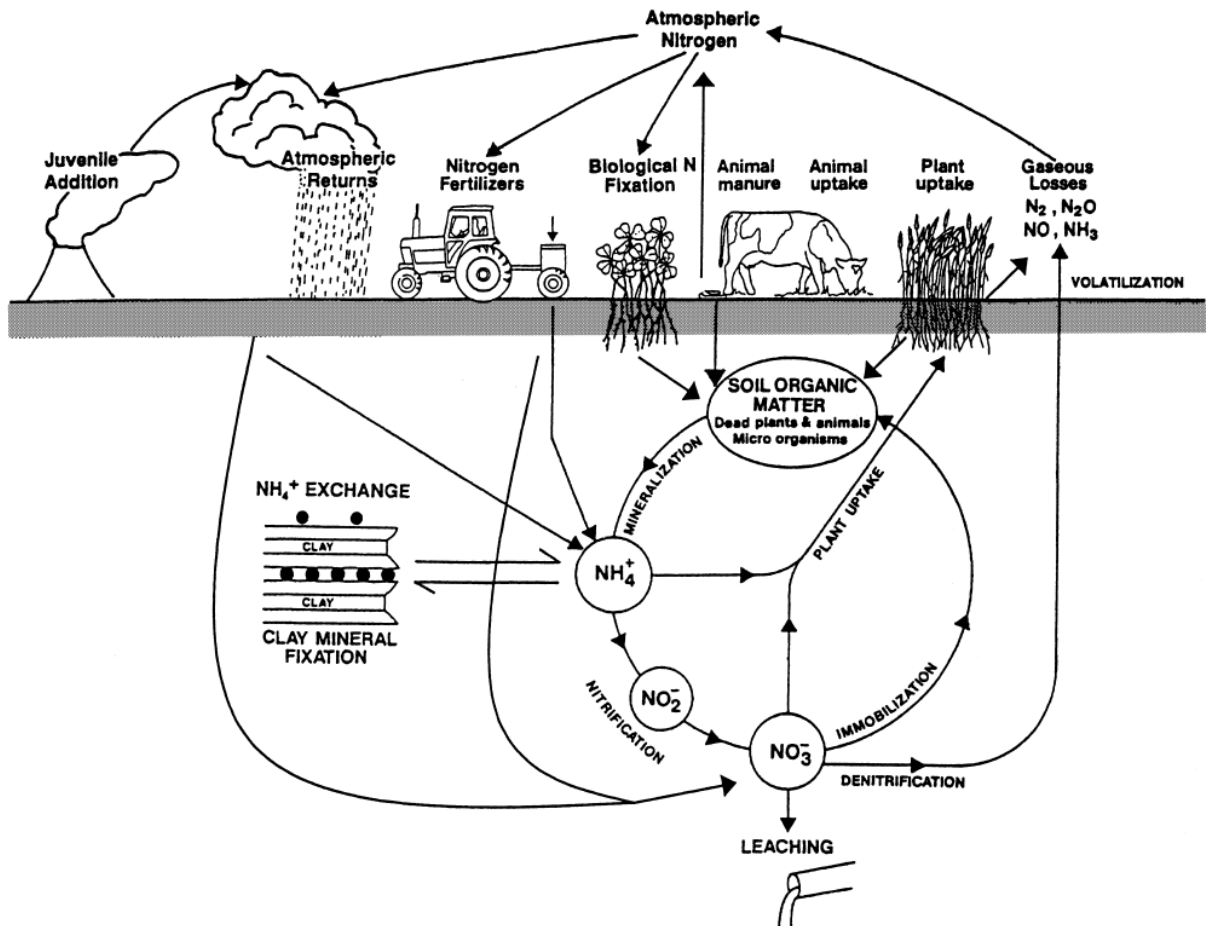 Atmospheric
Nitrogen
Juvenile
Addition
Atmospheric
Returns
Nitrogen
Fertilizers
Biological N
Fixation
Animal
manure
Animal
uptake
Plant
uptake
Gaseous
Losses
N₂ , N₂O
NO , NH₃
VOLATILIZATION
SOIL ORGANIC
MATTER
Dead plants & animals
Micro organisms
MINERALIZATION
NH₄⁺ EXCHANGE
CLAY
CLAY
CLAY MINERAL
FIXATION
NH₄⁺
PLANT UPTAKE
NO₂⁻
NITRIFICATION
NO₃⁻
IMMOBILIZATION
DENITRIFICATION
LEACHING